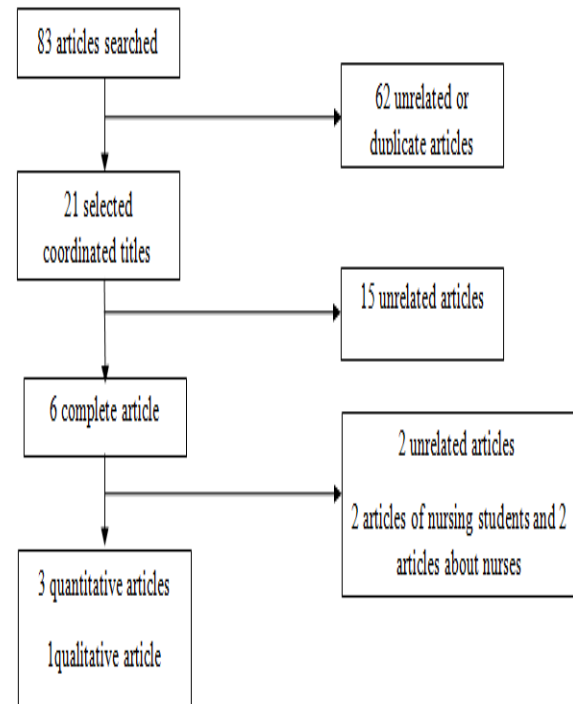 83 articles searched
62 unrelated or
duplicate articles
21 selected
coordinated titles
15 unrelated articles
6 complete article
2 unrelated articles
2 articles of nursing students and 2
articles about nurses
3 quantitative articles
1qualitative article